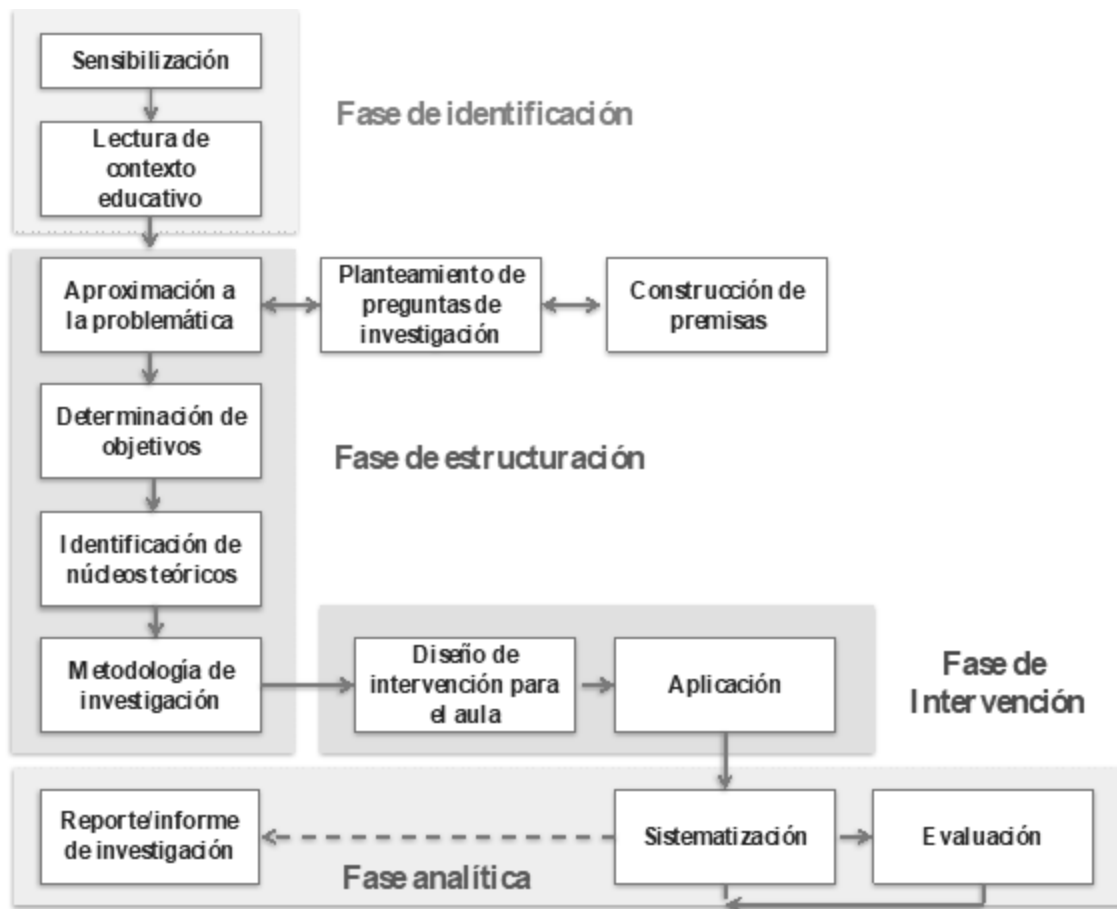 Sensibilización
Fase de identificación
Lectura de
contexto
educativo
Aproximación a
la problemática
Planteamiento de
preguntas de
investigación
Construcción de
premisas
Determinación de
objetivos
Fase de estructuración
Identificación de
núcleos teóricos
Metodología de
investigación
Diseño de
intervención para
el aula
Aplicación
Fase de
Intervención
Reporte/informe
de investigación
Sistematización
Evaluación
Fase analítica